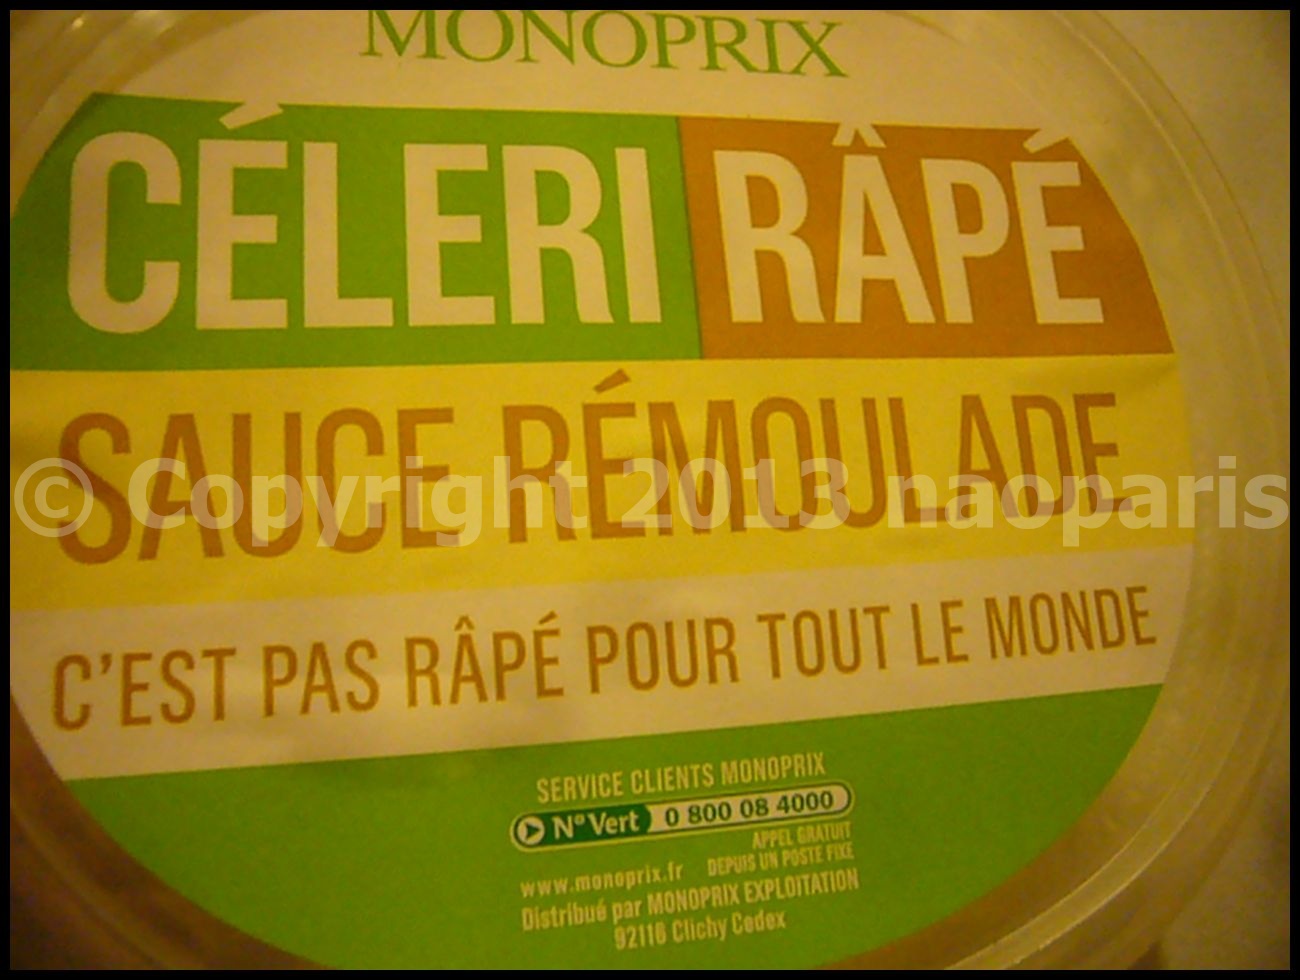 MONOPRIX
CÉLERI RÂPÉ
SAUCE RÉMOULADE
© Copyright 2013 naoparis
C'EST PAS RÂPÉ POUR TOUT LE MONDE
SERVICE CLIENTS MONOPRIX
N° Vert 0 800 08 4000
APPEL GRATUIT
DEPUIS UN POSTE FIXE
www.monoprix.fr
Distribué par MONOPRIX EXPLOITATION
92116 Clichy Cedex